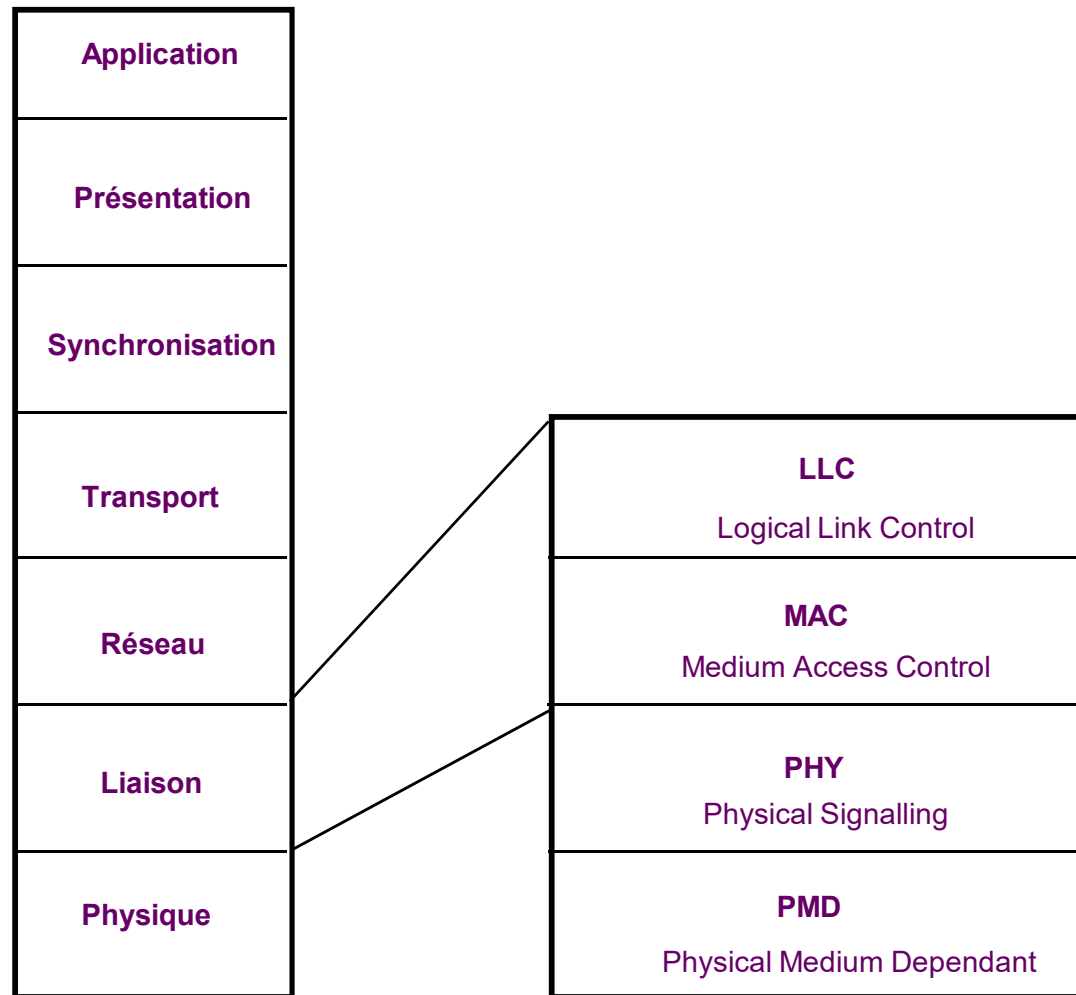 Application
Présentation
Synchronisation
Transport
Réseau
Liaison
Physique
LLC
Logical Link Control
MAC
Medium Access Control
PHY
Physical Signalling
PMD
Physical Medium Dependant